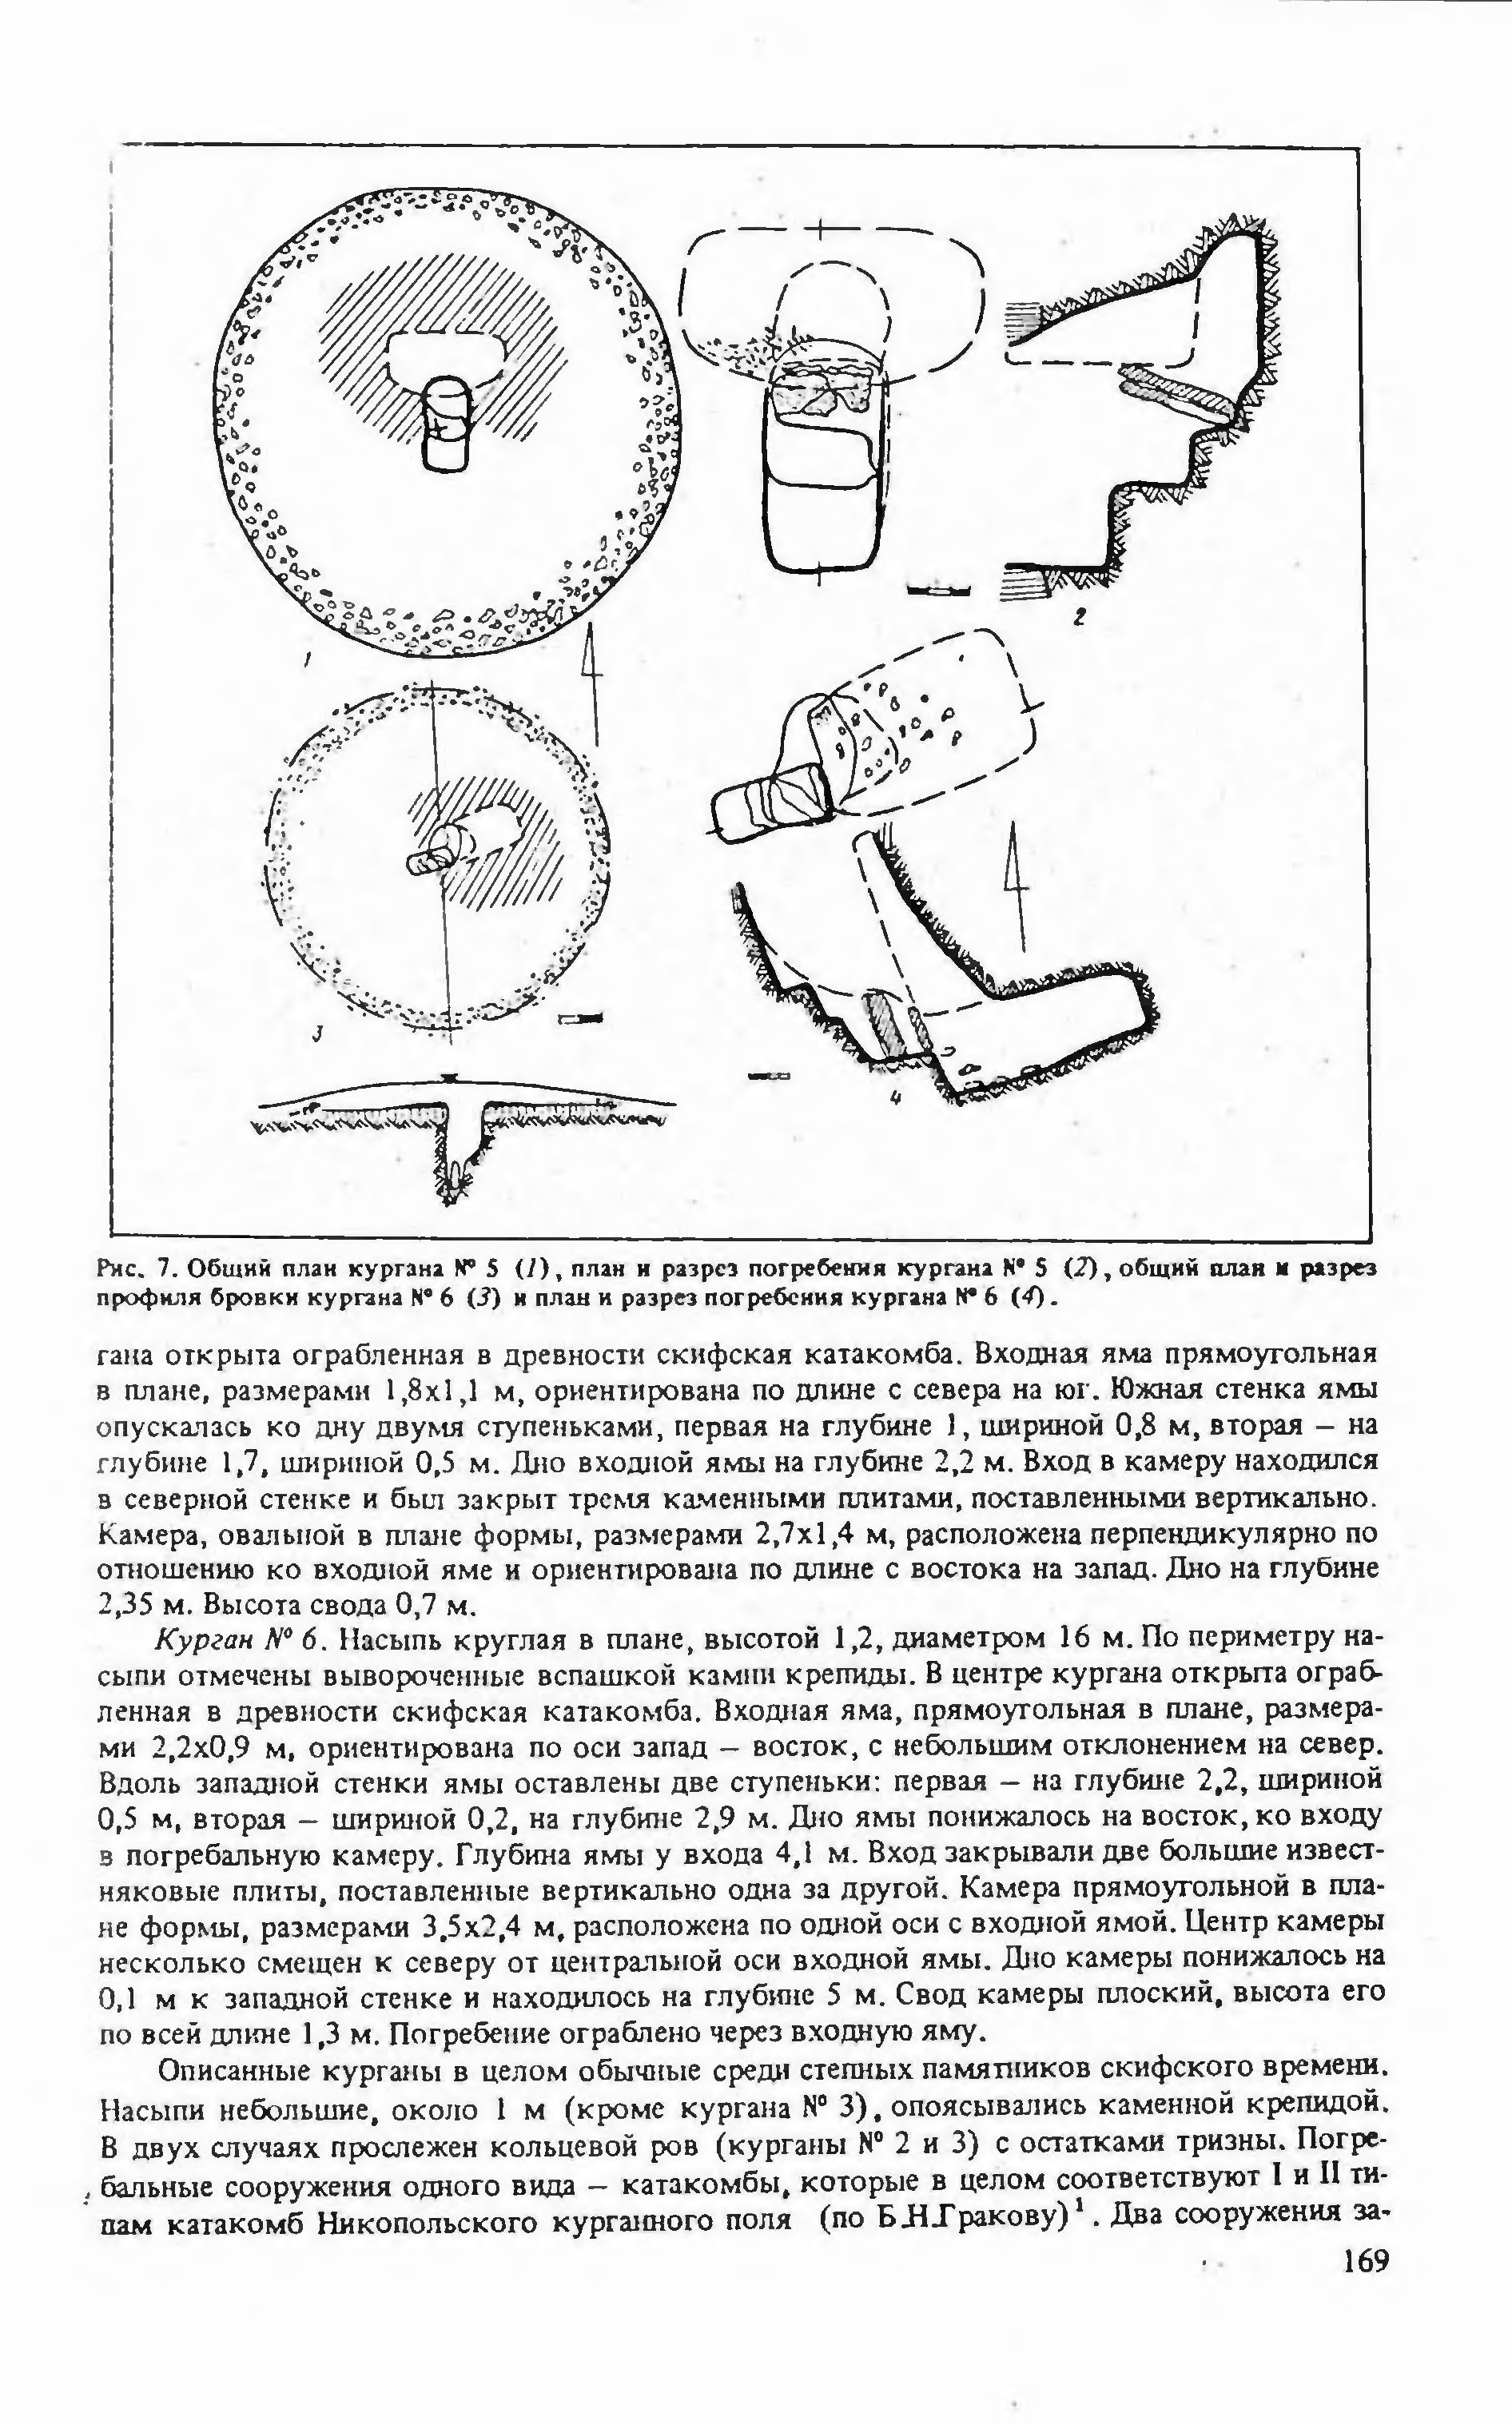 1
2
3
4
Рис. 7. Общий план кургана № 5 (1), план и разрез погребения кургана № 5 (2), общий план и разрез
профиля бровки кургана № 6 (3) и план и разрез погребения кургана № 6 (4).
гана открыта ограбленная в древности скифская катакомба. Входная яма прямоугольная
в плане, размерами 1,8х1,1 м, ориентирована по длине с севера на юг. Южная стенка ямы
опускалась ко дну двумя ступеньками, первая на глубине 1, шириной 0,8 м, вторая — на
глубине 1,7, шириной 0,5 м. Дно входной ямы на глубине 2,2 м. Вход в камеру находился
в северной стенке и был закрыт тремя каменными плитами, поставленными вертикально.
Камера, овальной в плане формы, размерами 2,7х1,4 м, расположена перпендикулярно по
отношению ко входной яме и ориентирована по длине с востока на запад. Дно на глубине
2,35 м. Высота свода 0,7 м.
Курган № 6. Насыпь круглая в плане, высотой 1,2, диаметром 16 м. По периметру на-
сыпи отмечены вывороченные вспашкой камни крепиды. В центре кургана открыта ограб-
ленная в древности скифская катакомба. Входная яма, прямоугольная в плане, размера-
ми 2,2х0,9 м, ориентирована по оси запад — восток, с небольшим отклонением на север.
Вдоль западной стенки ямы оставлены две ступеньки: первая — на глубине 2,2, шириной
0,5 м, вторая — шириной 0,2, на глубине 2,9 м. Дно ямы понижалось на восток, ко входу
в погребальную камеру. Глубина ямы у входа 4,1 м. Вход закрывали две большие извест-
няковые плиты, поставленные вертикально одна за другой. Камера прямоугольной в пла-
не формы, размерами 3,5х2,4 м, расположена по одной оси с входной ямой. Центр камеры
несколько смещен к северу от центральной оси входной ямы. Дно камеры понижалось на
0,1 м к западной стенке и находилось на глубине 5 м. Свод камеры плоский, высота его
по всей длине 1,3 м. Погребение ограблено через входную яму.
Описанные курганы в целом обычные среди степных памятников скифского времени.
Насыпи небольшие, около 1 м (кроме кургана № 3), опоясывались каменной крепидой.
В двух случаях прослежен кольцевой ров (курганы № 2 и 3) с остатками тризны. Погре-
бальные сооружения одного вида — катакомбы, которые в целом соответствуют I и II ти-
пам катакомб Никопольского курганного поля (по Б.Н.Гракову)¹. Два сооружения за-
169